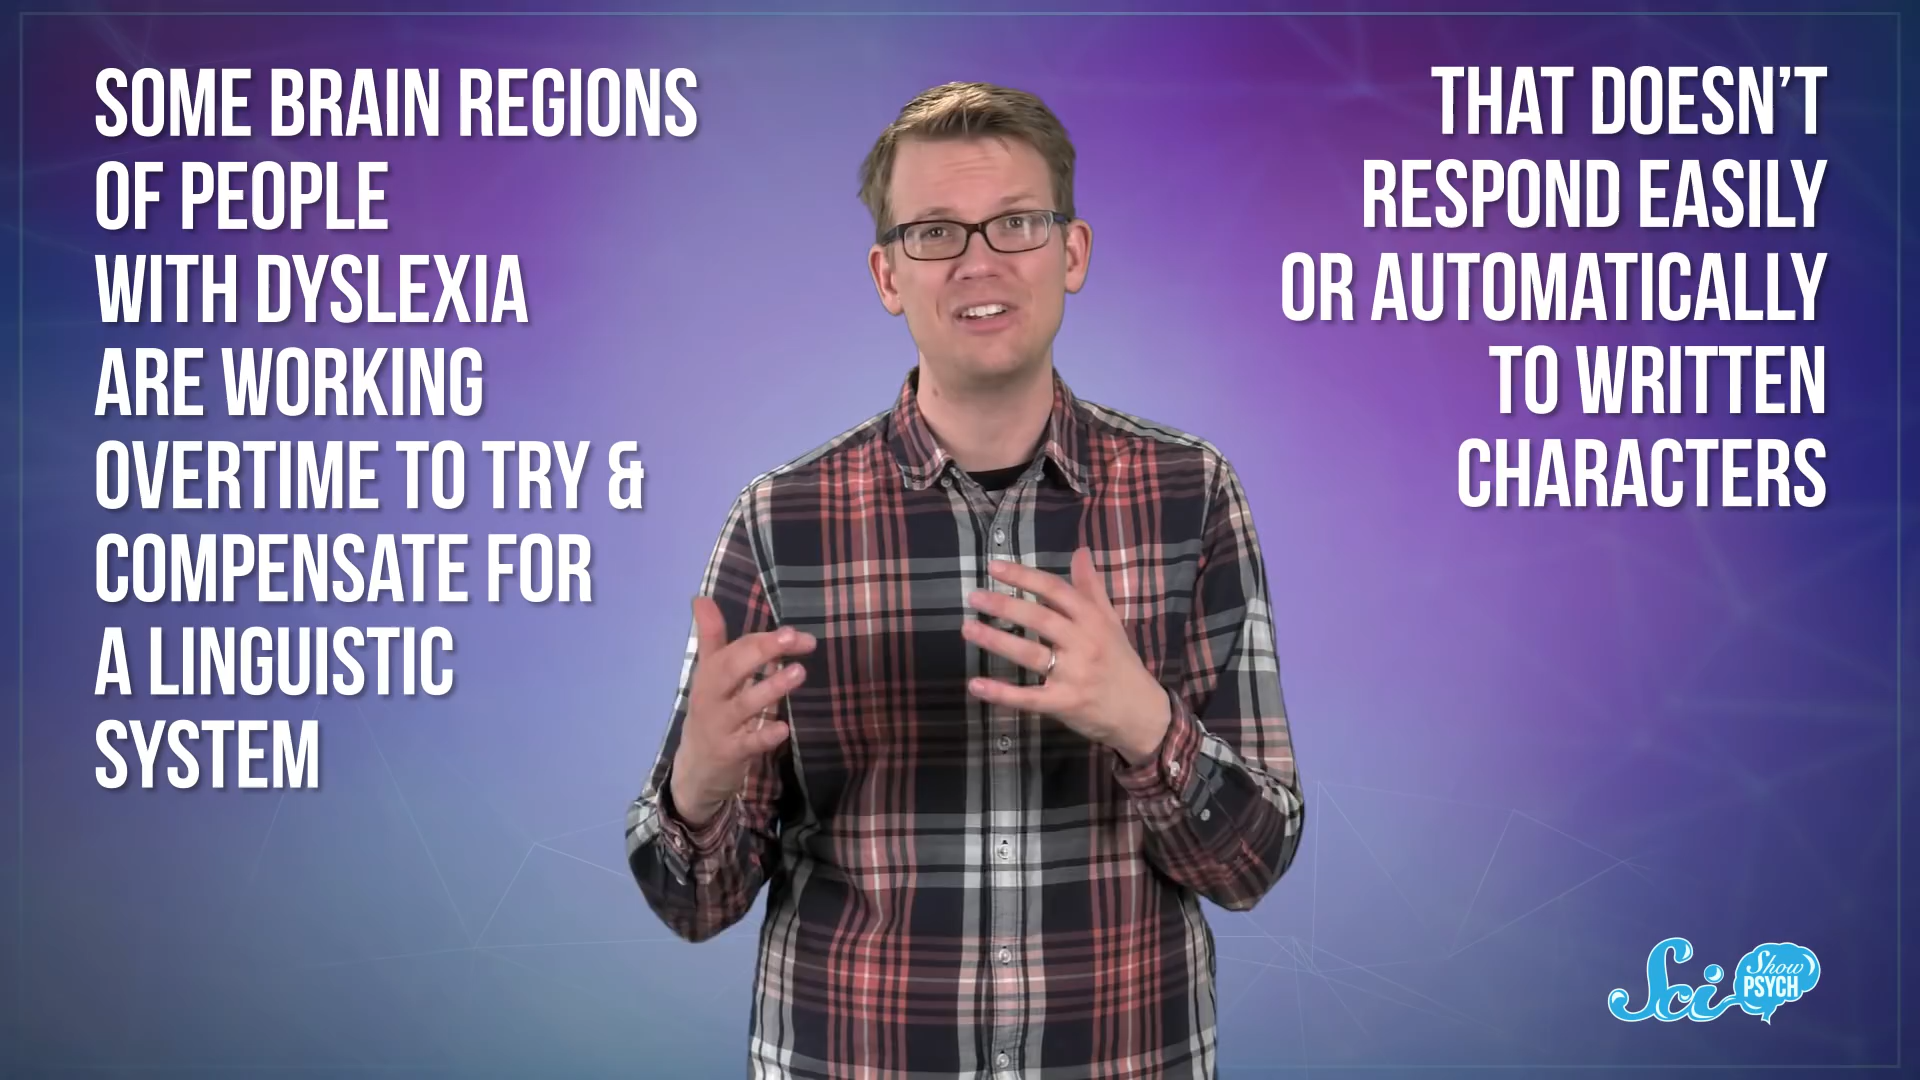 SOME BRAIN REGIONS
OF PEOPLE
WITH DYSLEXIA
ARE WORKING
OVERTIME TO TRY &
COMPENSATE FOR
A LINGUISTIC
SYSTEM
THAT DOESN'T
RESPOND EASILY
OR AUTOMATICALLY
TO WRITTEN
CHARACTERS
Sci Show
PSYCH